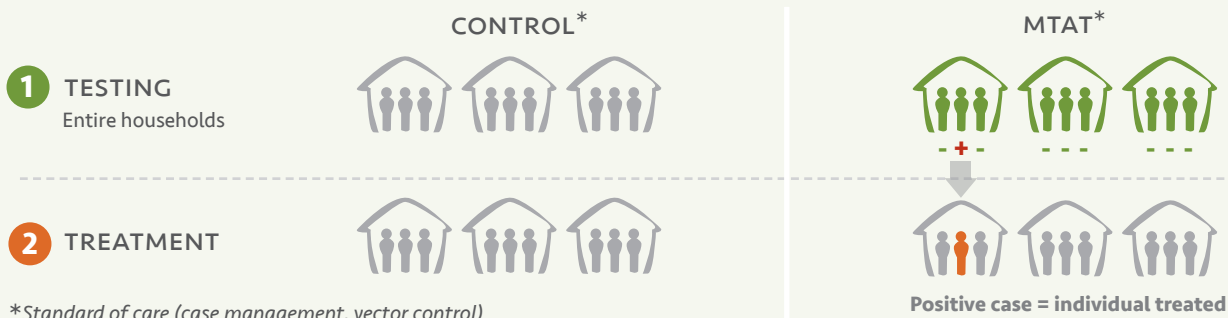 CONTROL*
MTAT*
1 TESTING
Entire households
- + -
- - -
- - -
2 TREATMENT
*Standard of care (case management, vector control)
Positive case = individual treated